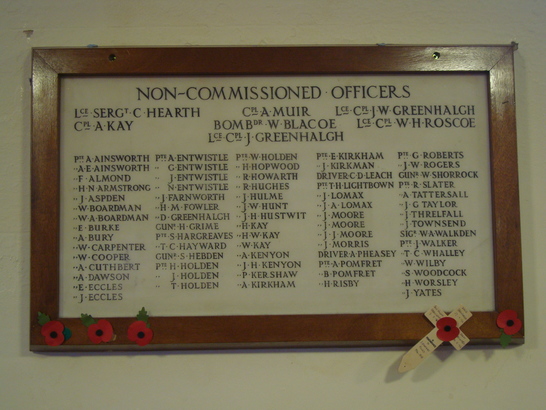 NON-COMMISSIONED OFFICERS
LCE SERGT C HEARTH CPL A MUIR LCE CPL J.W GREENHALGH
CPL A KAY BOMBDR W. BLACOE LCE CPL W.H ROSCOE
LCE CPL J. GREENHALGH
PTE A AINSWORTH
" A.E AINSWORTH
" F. ALMOND
" H.N ARMSTRONG
" J. ASPDEN
" W. BOARDMAN
" W.A BOARDMAN
" E. BURKE
" A. BURY
" W. CARPENTER
" W. COOPER
" A. CUTHBERT
" A. DAWSON
" E. ECCLES
" J. ECCLES
PTE A ENTWISTLE
" G. ENTWISTLE
" J. ENTWISTLE
" N. ENTWISTLE
" J. FARNWORTH
" H.M FOWLER
" D. GREENHALGH
GUNR H. GRIME
PTE S. HARGREAVES
" T.C HAYWARD
GUNR S. HEBDEN
PTE H. HOLDEN
" J. HOLDEN
" T. HOLDEN
PTE W. HOLDEN
" H. HOPWOOD
" R. HOWARTH
" R. HUGHES
" J. HULME
" J.W HUNT
" J.H HUSTWIT
" H. KAY
" H.W KAY
" W. KAY
" A. KENYON
" J.H KENYON
" P. KERSHAW
" A. KIRKHAM
PTE E. KIRKHAM
" J. KIRKMAN
DRIVER C.D LEACH
PTE T.H LIGHTBOWN
" J. LOMAX
" J.A LOMAX
" J. MOORE
" J. MOORE
" J.J MOORE
" J. MORRIS
DRIVER A. PHEASEY
PTE A. POMFRET
" B. POMFRET
" H. RISBY
PTE G. ROBERTS
" J.W ROGERS
GUNR W. SHORROCK
PTE R. SLATER
" A. TATTERSALL
" J.G TAYLOR
" J. THRELFALL
" J. TOWNSEND
SIGR W.A WALKDEN
PTE J. WALKER
" T.C WHALLEY
" W. WILBY
" S. WOODCOCK
" H. WORSLEY
" J. YATES